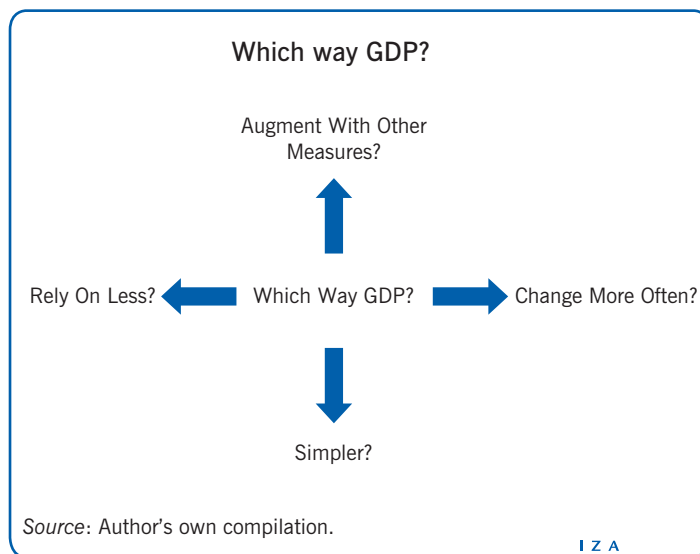 Which way GDP?
Augment With Other
Measures?
Rely On Less?
Which Way GDP?
Change More Often?
Simpler?
Source: Author's own compilation.
I Z A